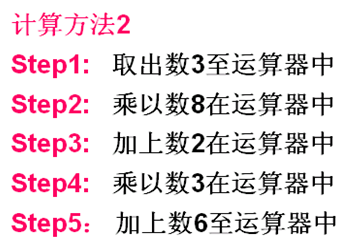 计算方法2
Step1: 取出数3至运算器中
Step2: 乘以数8在运算器中
Step3: 加上数2在运算器中
Step4: 乘以数3在运算器中
Step5： 加上数6至运算器中